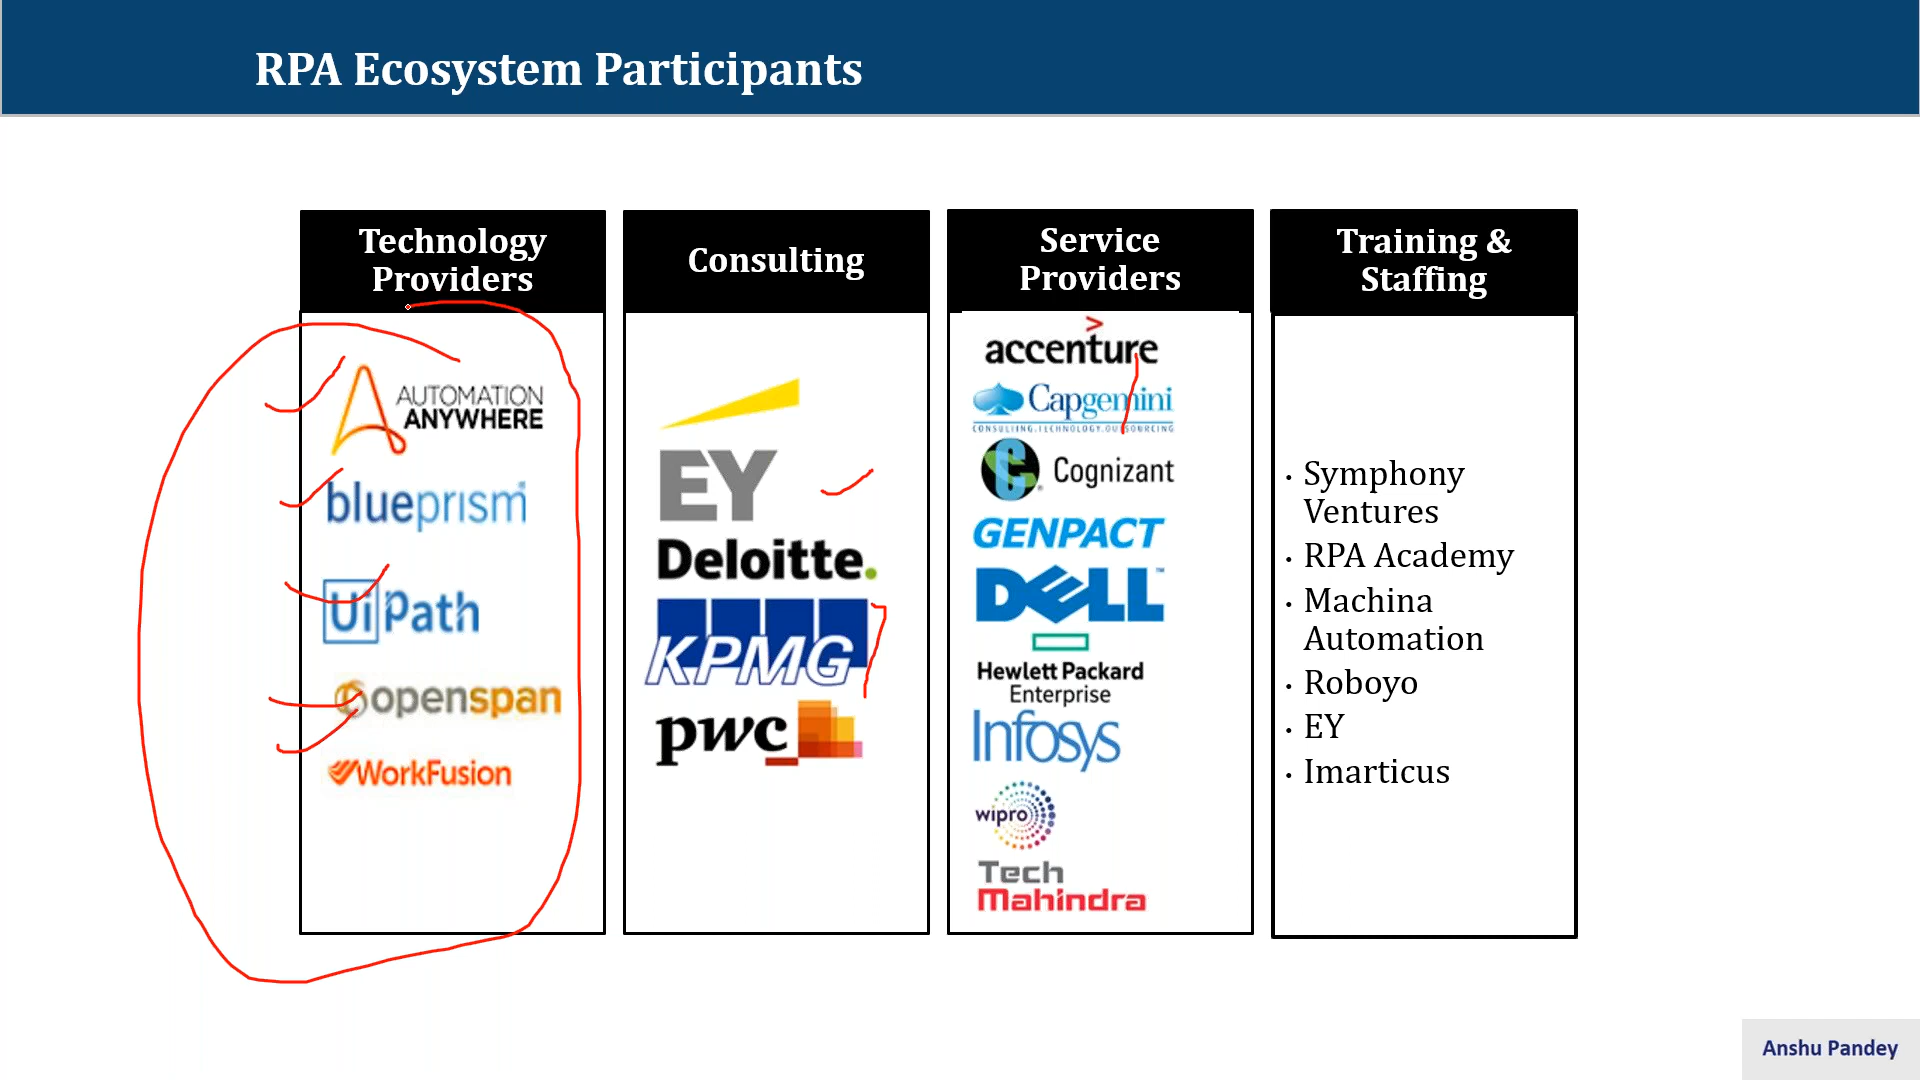 RPA Ecosystem Participants
Technology
Providers
AUTOMATION
ANYWHERE
blueprism
UiPath
openspan
WorkFusion
Consulting
EY
Deloitte.
KPMG
pwc
Service
Providers
accenture
Capgemini
CONSULTING.TECHNOLOGY.OUTSOURCING
Cognizant
GENPACT
DELL™
Hewlett Packard
Enterprise
Infosys
wipro
Tech
Mahindra
Training &
Staffing
· Symphony
Ventures
· RPA Academy
· Machina
Automation
· Roboyo
· EY
· Imarticus
Anshu Pandey